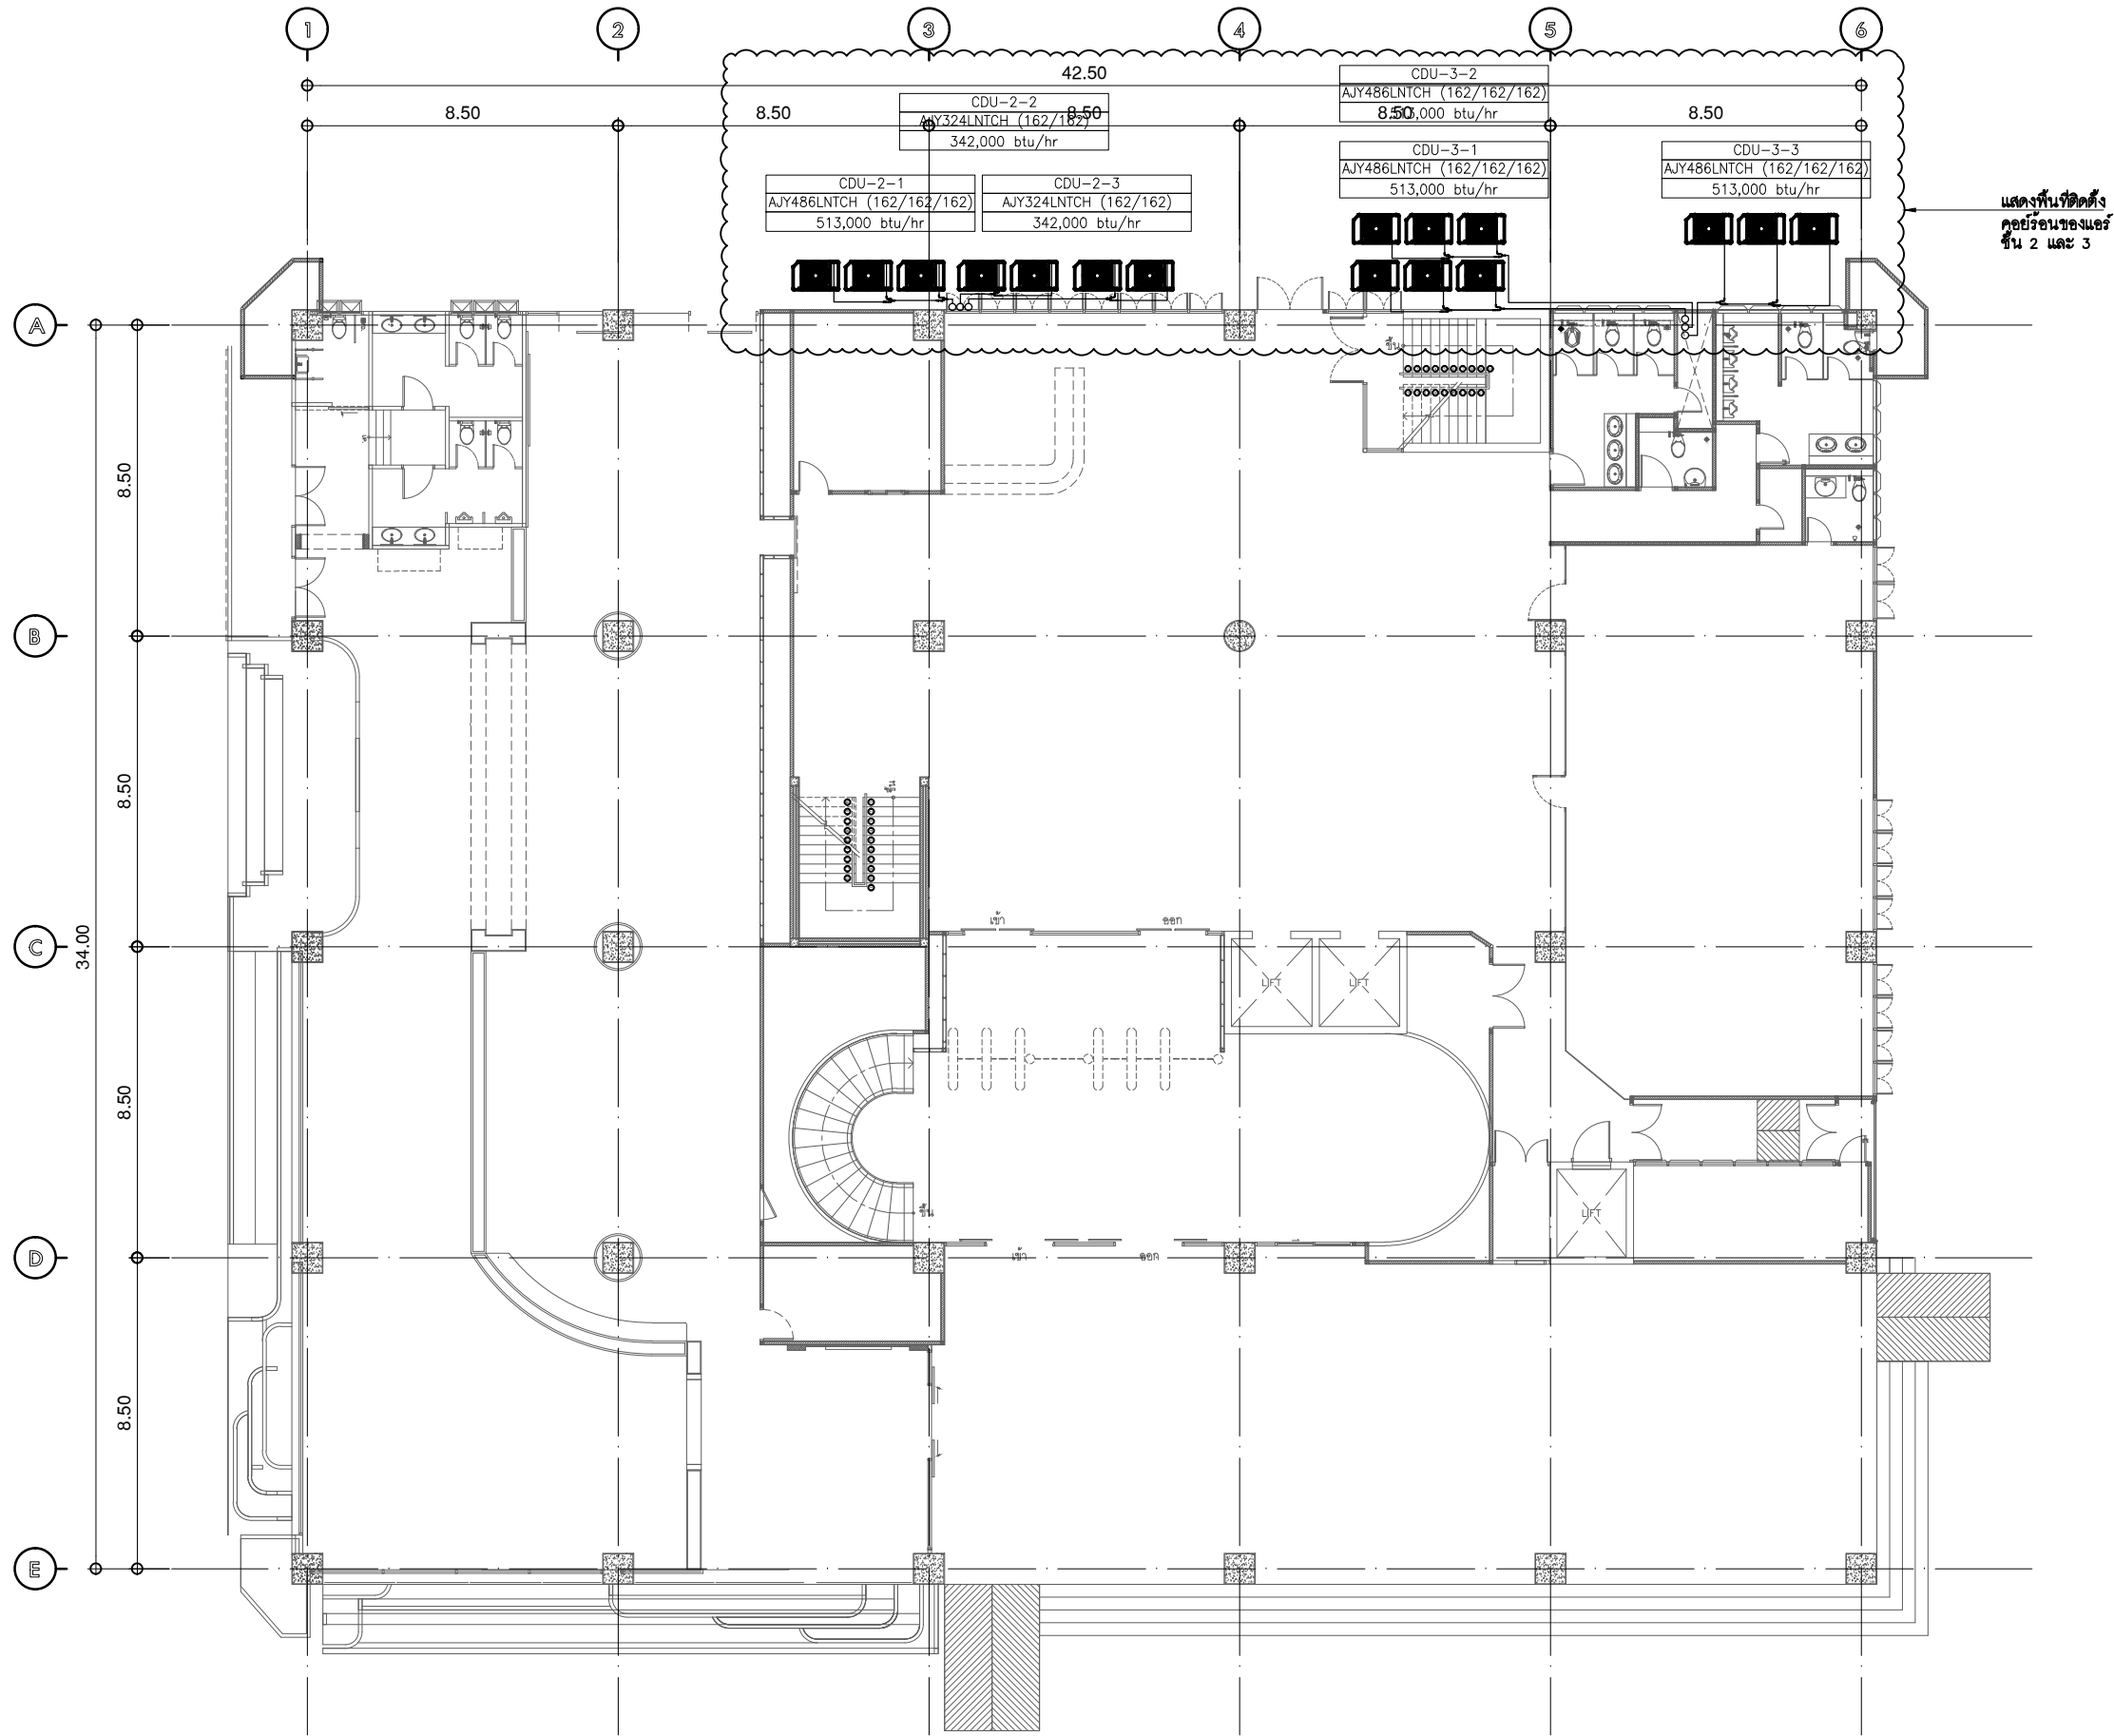 1 2 3 4 5 6
42.50
8.50 8.50 8.50 8.50 8.50
CDU-2-2
AJY324LNTCH (162/162)
342,000 btu/hr
CDU-3-2
AJY486LNTCH (162/162/162)
513,000 btu/hr
CDU-2-1
AJY486LNTCH (162/162/162)
513,000 btu/hr
CDU-2-3
AJY324LNTCH (162/162)
342,000 btu/hr
CDU-3-1
AJY486LNTCH (162/162/162)
513,000 btu/hr
CDU-3-3
AJY486LNTCH (162/162/162)
513,000 btu/hr
แสดงพื้นที่ติดตั้ง
คอยร้อนของแอร์
ชั้น 2 และ 3
A
ขึ้น
8.50
B
8.50
ขึ้น
C
34.00
เข้า
ออก
LIFT
LIFT
8.50
ขึ้น
LIFT
D
เข้า
ออก
8.50
E